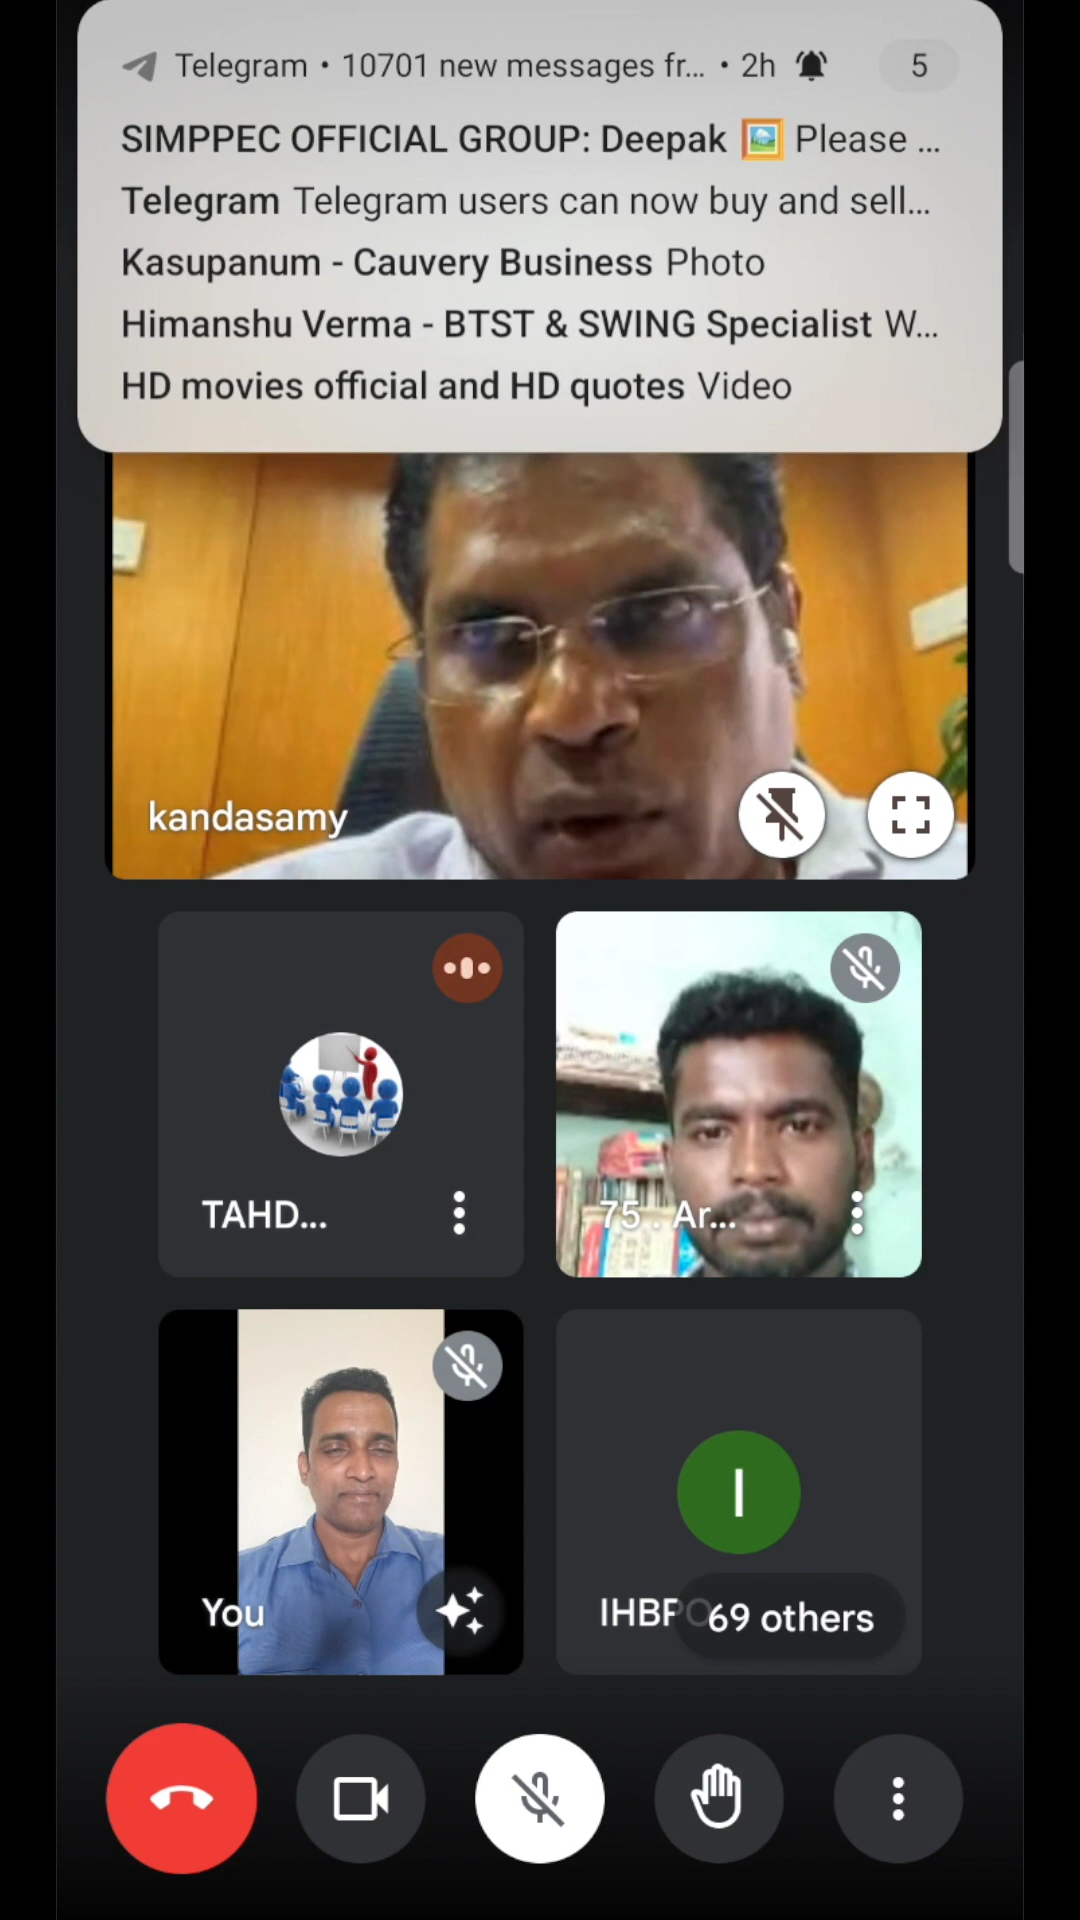 Telegram • 10701 new messages fr... • 2h 5
SIMPPEC OFFICIAL GROUP: Deepak 🖼️ Please ...
Telegram Telegram users can now buy and sell...
Kasupanum - Cauvery Business Photo
Himanshu Verma - BTST & SWING Specialist W...
HD movies official and HD quotes Video
kandasamy
TAHD...
75 . Ar...
You
I
IHBPO
69 others